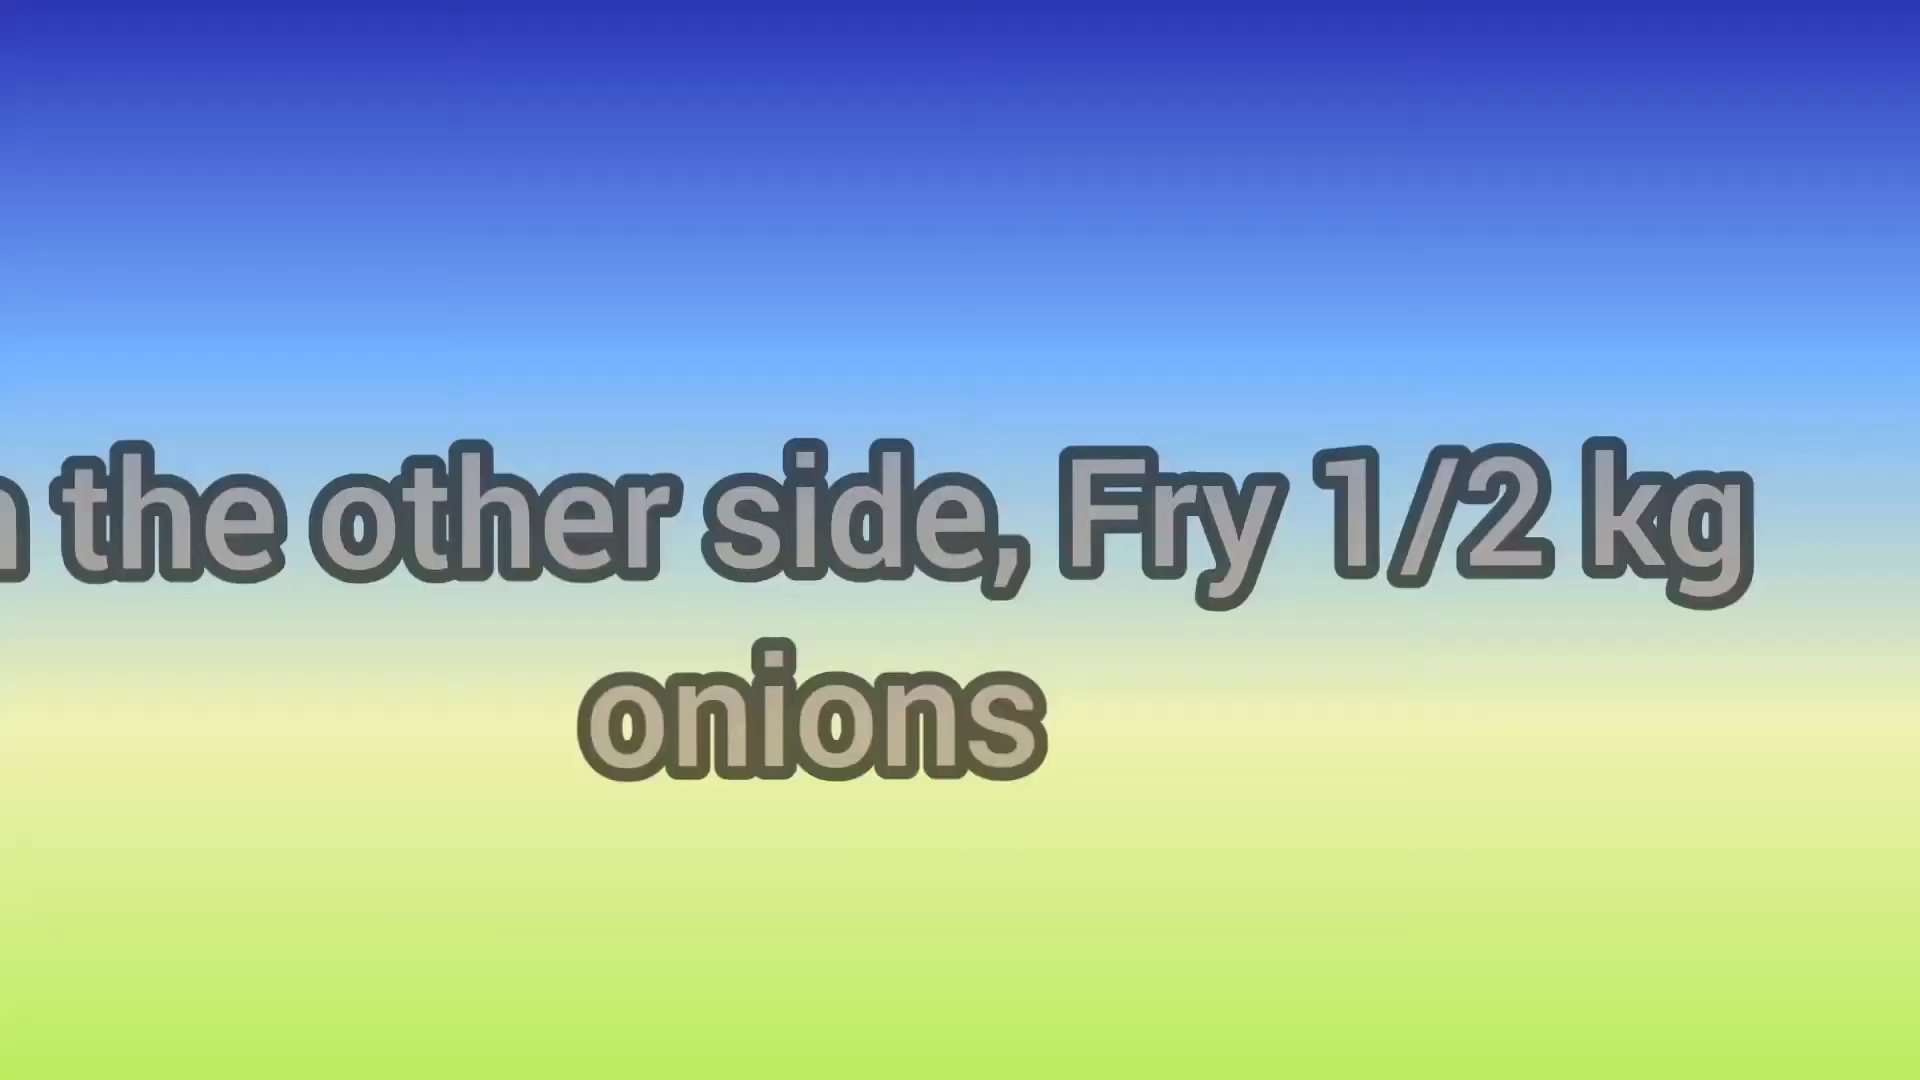 the other side, Fry 1/2 kg
onions